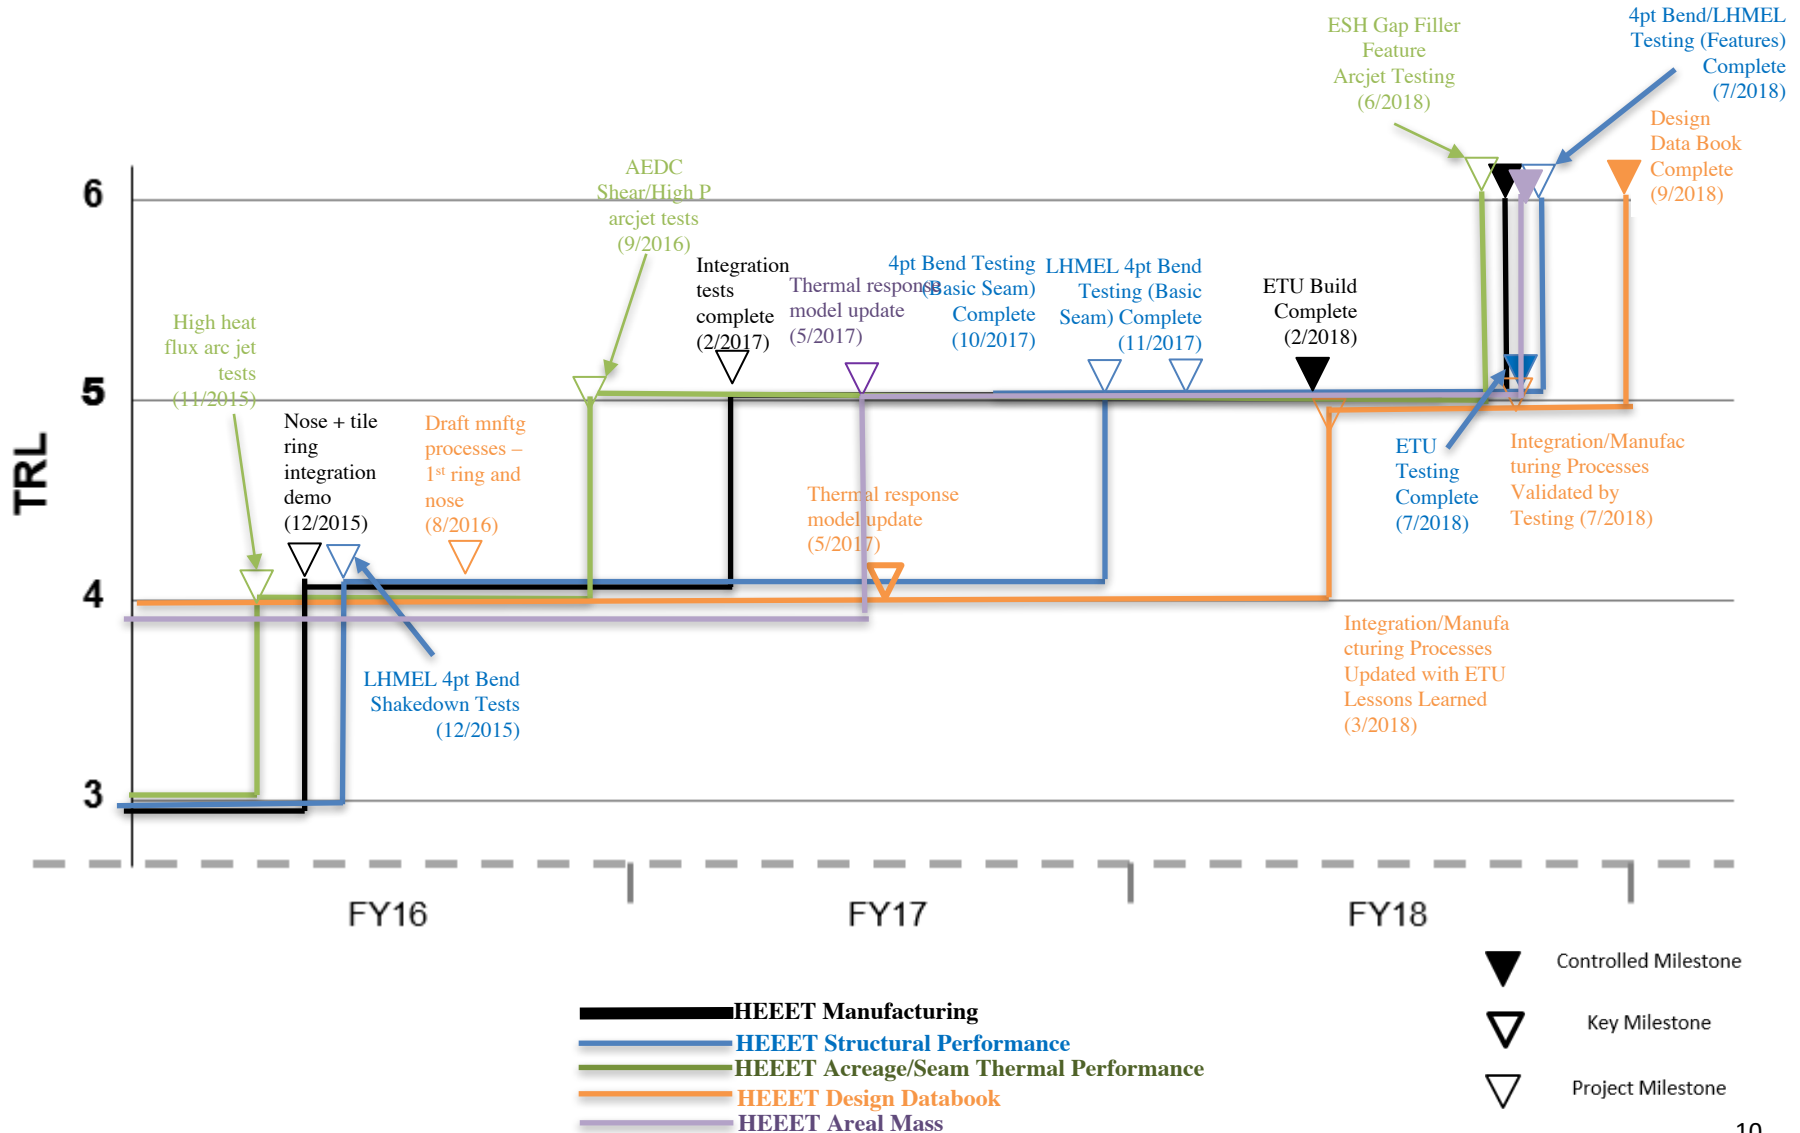 ESH Gap Filler
Feature
Arcjet Testing
(6/2018)
4pt Bend/LHMEL
Testing (Features)
Complete
(7/2018)
Design
Data Book
Complete
(9/2018)
AEDC
Shear/High P
arcjet tests
(9/2016)
6
Integration
tests
complete
(2/2017)
Thermal response
model update
(5/2017)
4pt Bend Testing
(Basic Seam)
Complete
(10/2017)
LHMEL 4pt Bend
Testing (Basic
Seam) Complete
(11/2017)
ETU Build
Complete
(2/2018)
High heat
flux arc jet
tests
(11/2015)
5
Nose + tile
ring
integration
demo
(12/2015)
Draft mnftg
processes –
1st ring and
nose
(8/2016)
TRL
Thermal response
model update
(5/2017)
ETU
Testing
Complete
(7/2018)
Integration/Manufac
turing Processes
Validated by
Testing (7/2018)
4
LHMEL 4pt Bend
Shakedown Tests
(12/2015)
Integration/Manufa
cturing Processes
Updated with ETU
Lessons Learned
(3/2018)
3
FY16
FY17
FY18
Controlled Milestone
Key Milestone
Project Milestone
HEEET Manufacturing
HEEET Structural Performance
HEEET Acreage/Seam Thermal Performance
HEEET Design Databook
HEEET Areal Mass
10